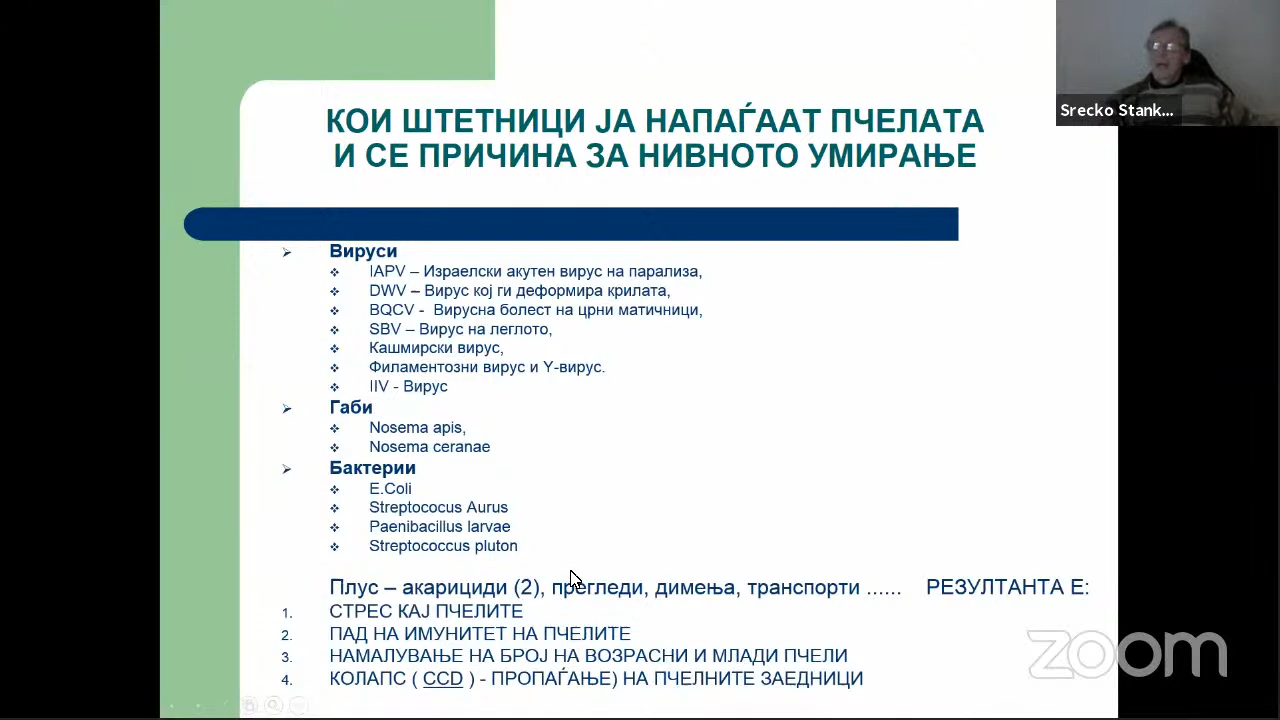 КОИ ШТЕТНИЦИ ЈА НАПАЃААТ ПЧЕЛАТА
И СЕ ПРИЧИНА ЗА НИВНОТО УМИРАЊЕ
Srecko Stank...
Вируси
IAPV – Израелски акутен вирус на парализа,
DWV – Вирус кој ги деформира крилата,
BQCV - Вирусна болест на црни матичници,
SBV – Вирус на леглото,
Кашмирски вирус,
Филаментозни вирус и Y-вирус.
IIV - Вирус
Габи
Nosema apis,
Nosema ceranae
Бактерии
E.Coli
Streptococus Aurus
Paenibacillus larvae
Streptococcus pluton
Плус – акарициди (2), прегледи, димења, транспорти ...... РЕЗУЛТАНТА Е:
1. СТРЕС КАЈ ПЧЕЛИТЕ
2. ПАД НА ИМУНИТЕТ НА ПЧЕЛИТЕ
3. НАМАЛУВАЊЕ НА БРОЈ НА ВОЗРАСНИ И МЛАДИ ПЧЕЛИ
4. КОЛАПС ( CCD ) - ПРОПАЃАЊЕ) НА ПЧЕЛНИТЕ ЗАЕДНИЦИ
zoom